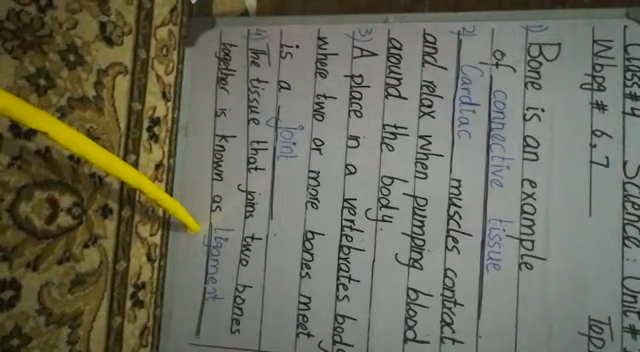 Class # 4 Science: Unit #
Wbpg # 6,7 Top
1) Bone is an example
of connective tissue.
2) Cardiac muscles contract
and relax when pumping blood
around the body.
3) A place in a vertebrates body
where two or more bones meet
is a joint.
4) The tissue that joins two bones
together is known as Ligament